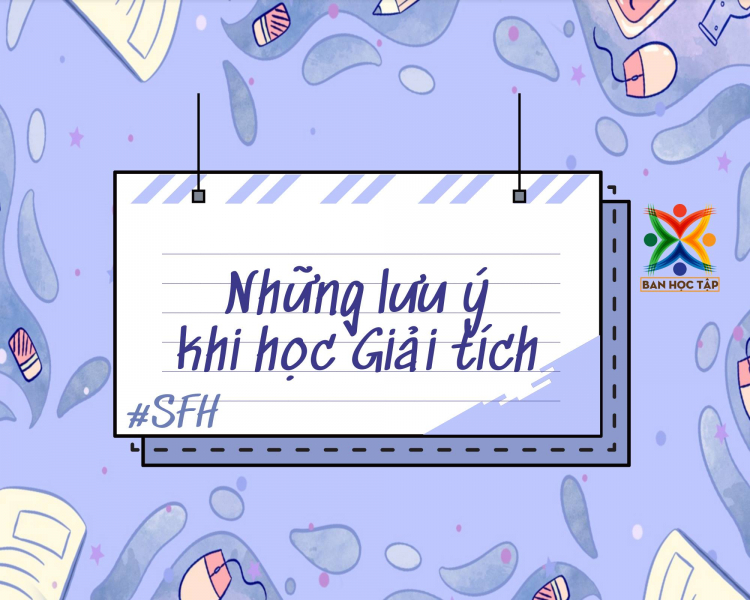 Những lưu ý
khi học Giải tích
#SFH
BAN HỌC TẬP